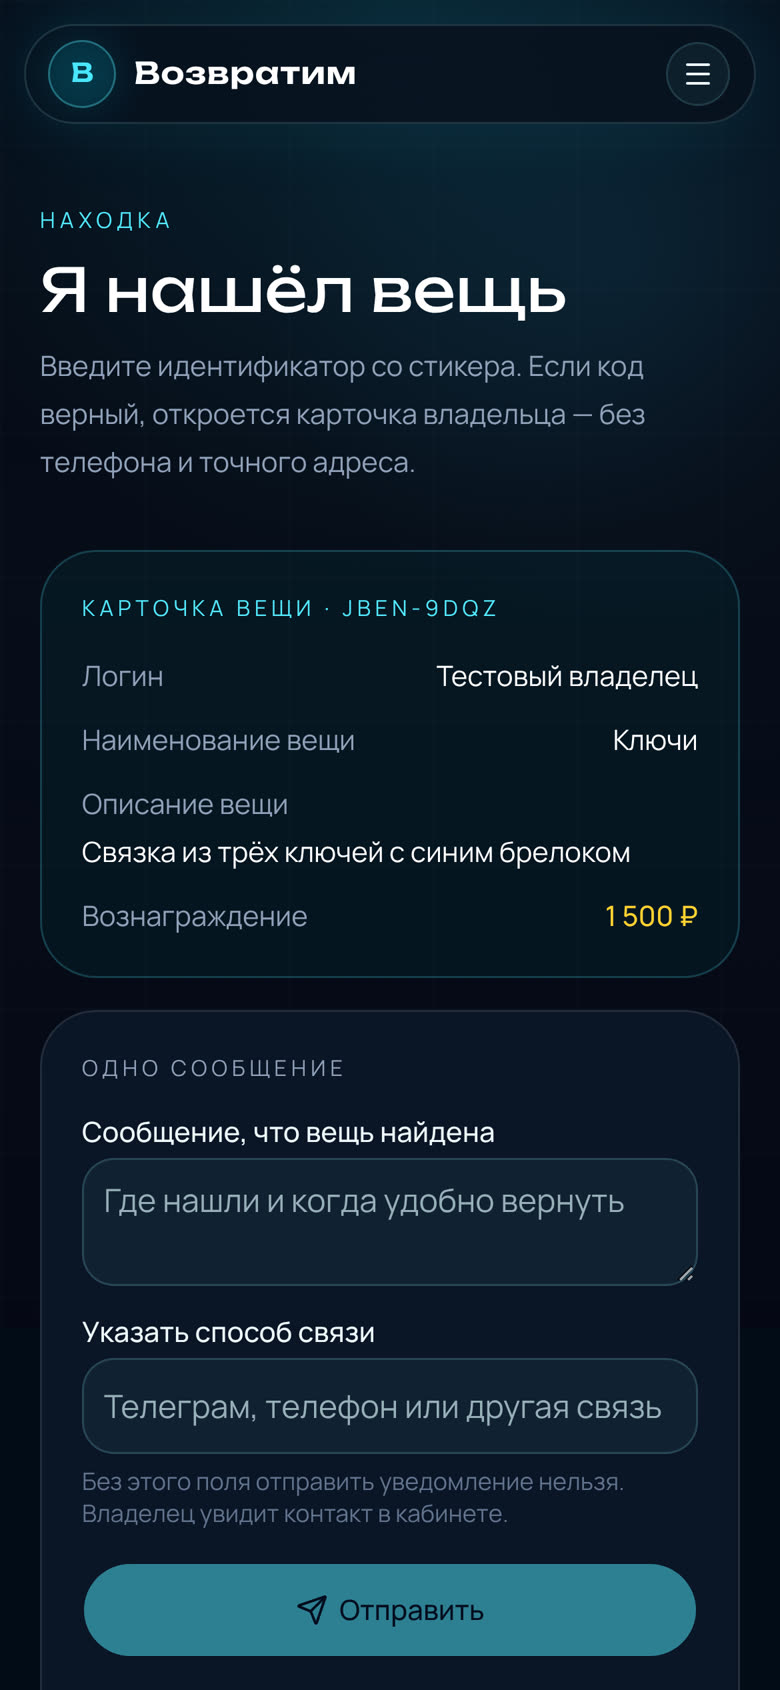 В Возвратим
НАХОДКА
Я нашёл вещь
Введите идентификатор со стикера. Если код
верный, откроется карточка владельца — без
телефона и точного адреса.
КАРТОЧКА ВЕЩИ · JBEN-9DQZ
Логин Тестовый владелец
Наименование вещи Ключи
Описание вещи
Связка из трёх ключей с синим брелоком
Вознаграждение 1 500 ₽
ОДНО СООБЩЕНИЕ
Сообщение, что вещь найдена
Где нашли и когда удобно вернуть
Указать способ связи
Телеграм, телефон или другая связь
Без этого поля отправить уведомление нельзя.
Владелец увидит контакт в кабинете.
Отправить